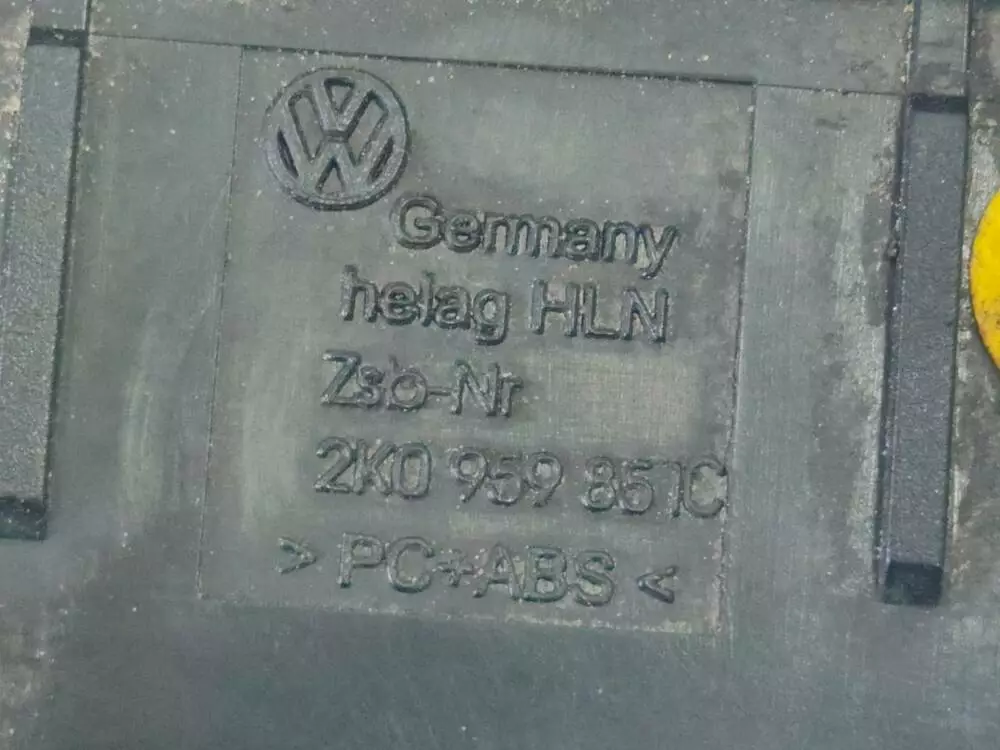 Germany
helag HLN
Zsb-Nr
2K0 959 851C
> PC+ABS <